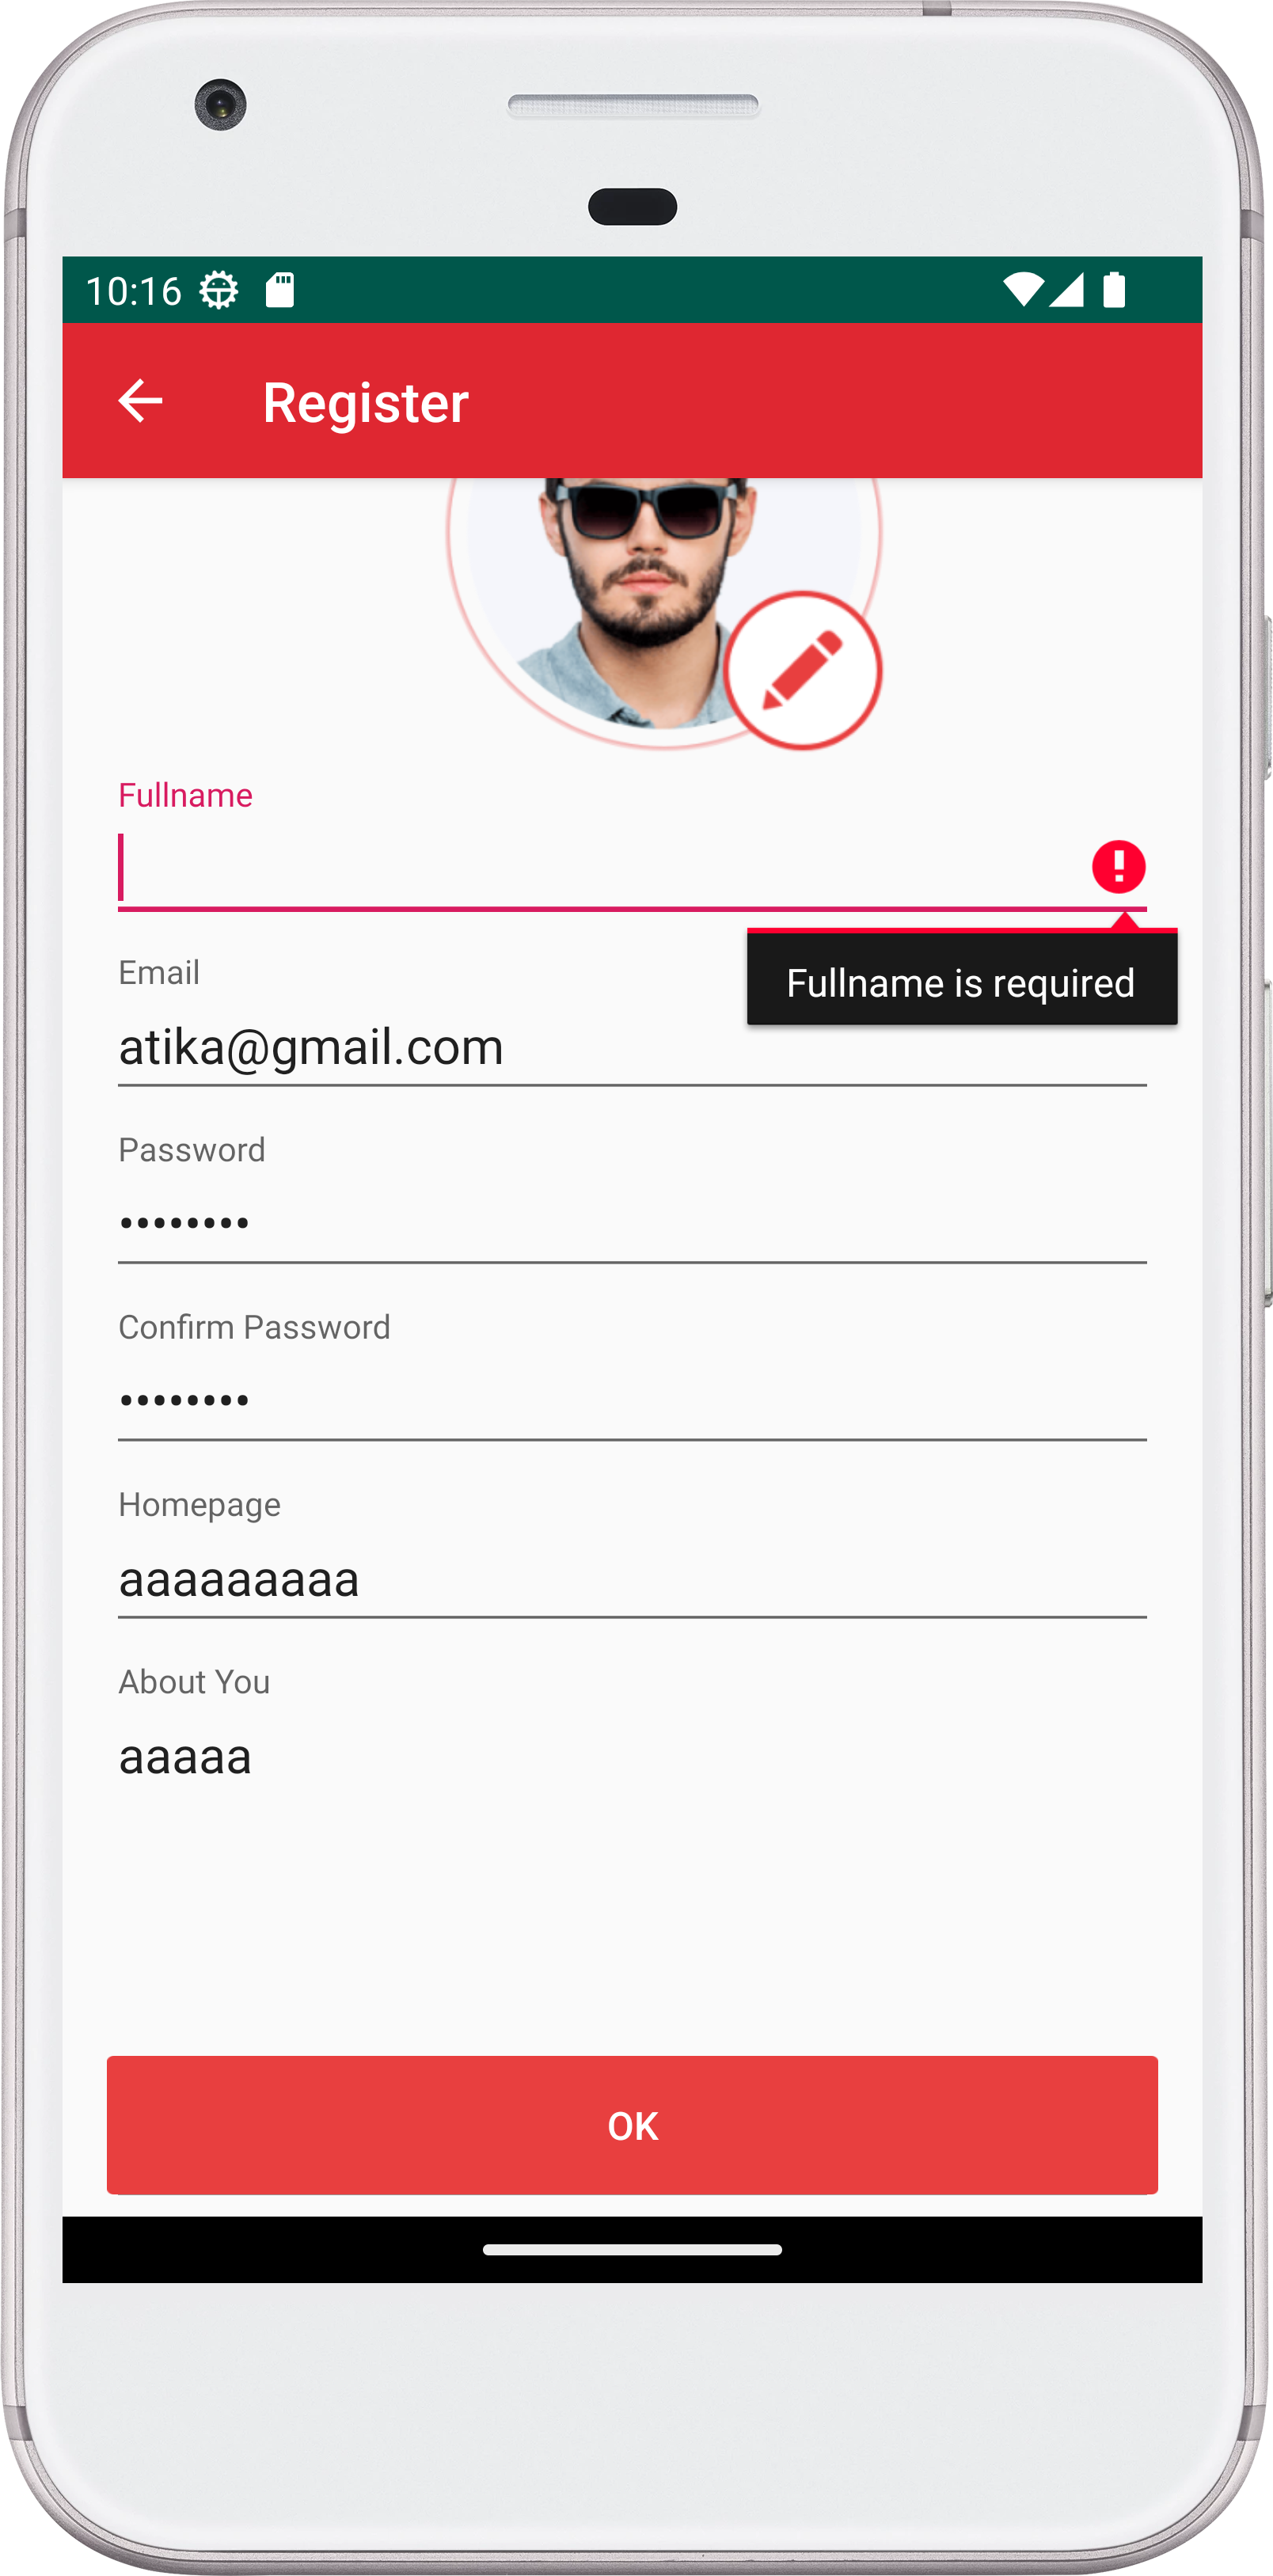 10:16
Register
Fullname
Fullname is required
Email
atika@gmail.com
Password
••••••••
Confirm Password
••••••••
Homepage
aaaaaaaaa
About You
aaaaa
OK